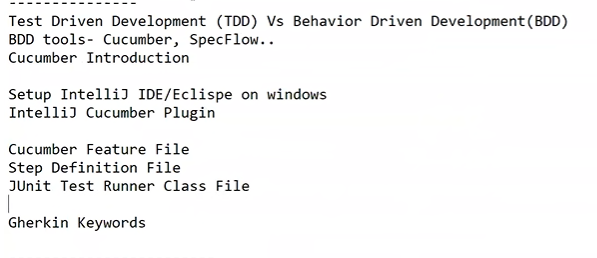 ---------------
Test Driven Development (TDD) Vs Behavior Driven Development(BDD)
BDD tools- Cucumber, SpecFlow..
Cucumber Introduction
Setup IntelliJ IDE/Eclispe on windows
IntelliJ Cucumber Plugin
Cucumber Feature File
Step Definition File
JUnit Test Runner Class File
Gherkin Keywords